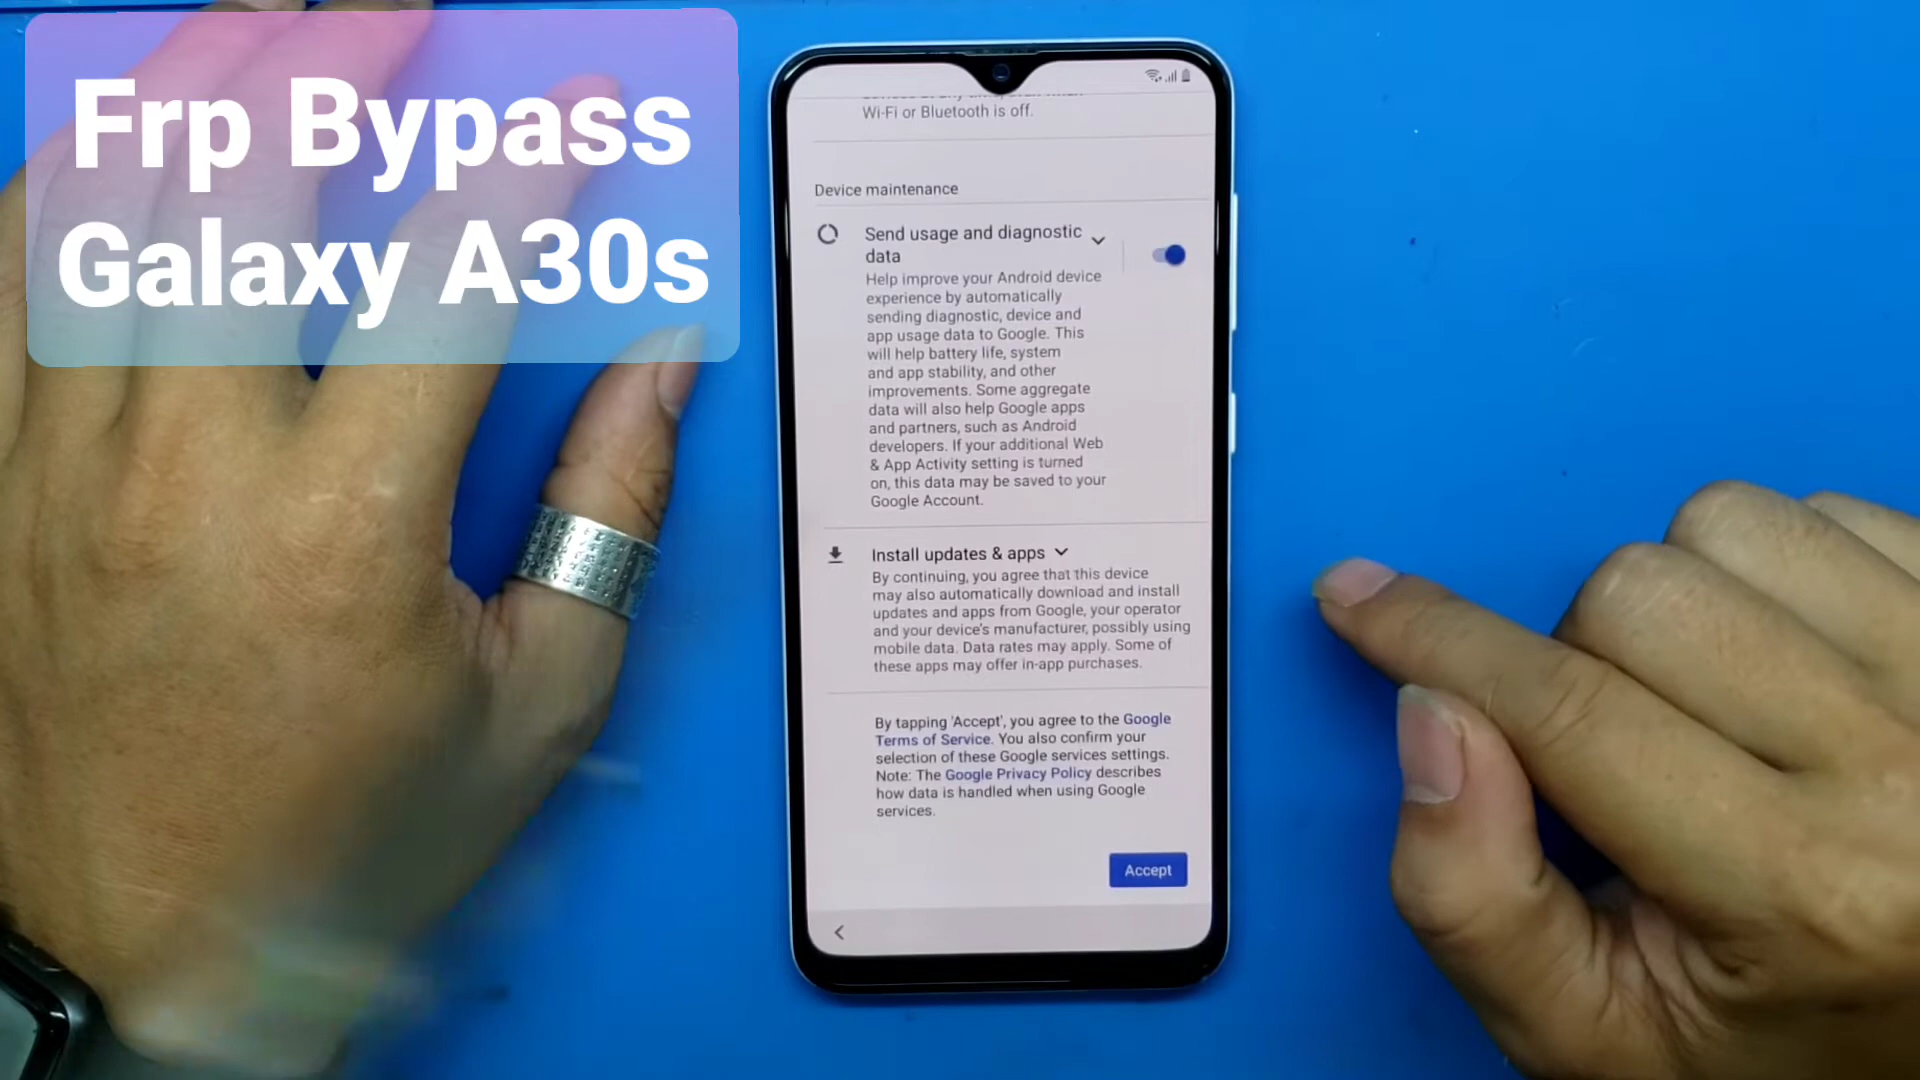 Frp Bypass
Galaxy A30s
Wi-Fi or Bluetooth is off.
Device maintenance
Send usage and diagnostic
data
Help improve your Android device
experience by automatically
sending diagnostic, device and
app usage data to Google. This
will help battery life, system
and app stability, and other
improvements. Some aggregate
data will also help Google apps
and partners, such as Android
developers. If your additional Web
& App Activity setting is turned
on, this data may be saved to your
Google Account.
Install updates & apps
By continuing, you agree that this device
may also automatically download and install
updates and apps from Google, your operator
and your device's manufacturer, possibly using
mobile data. Data rates may apply. Some of
these apps may offer in-app purchases.
By tapping 'Accept', you agree to the Google
Terms of Service. You also confirm your
selection of these Google services settings.
Note: The Google Privacy Policy describes
how data is handled when using Google
services.
Accept